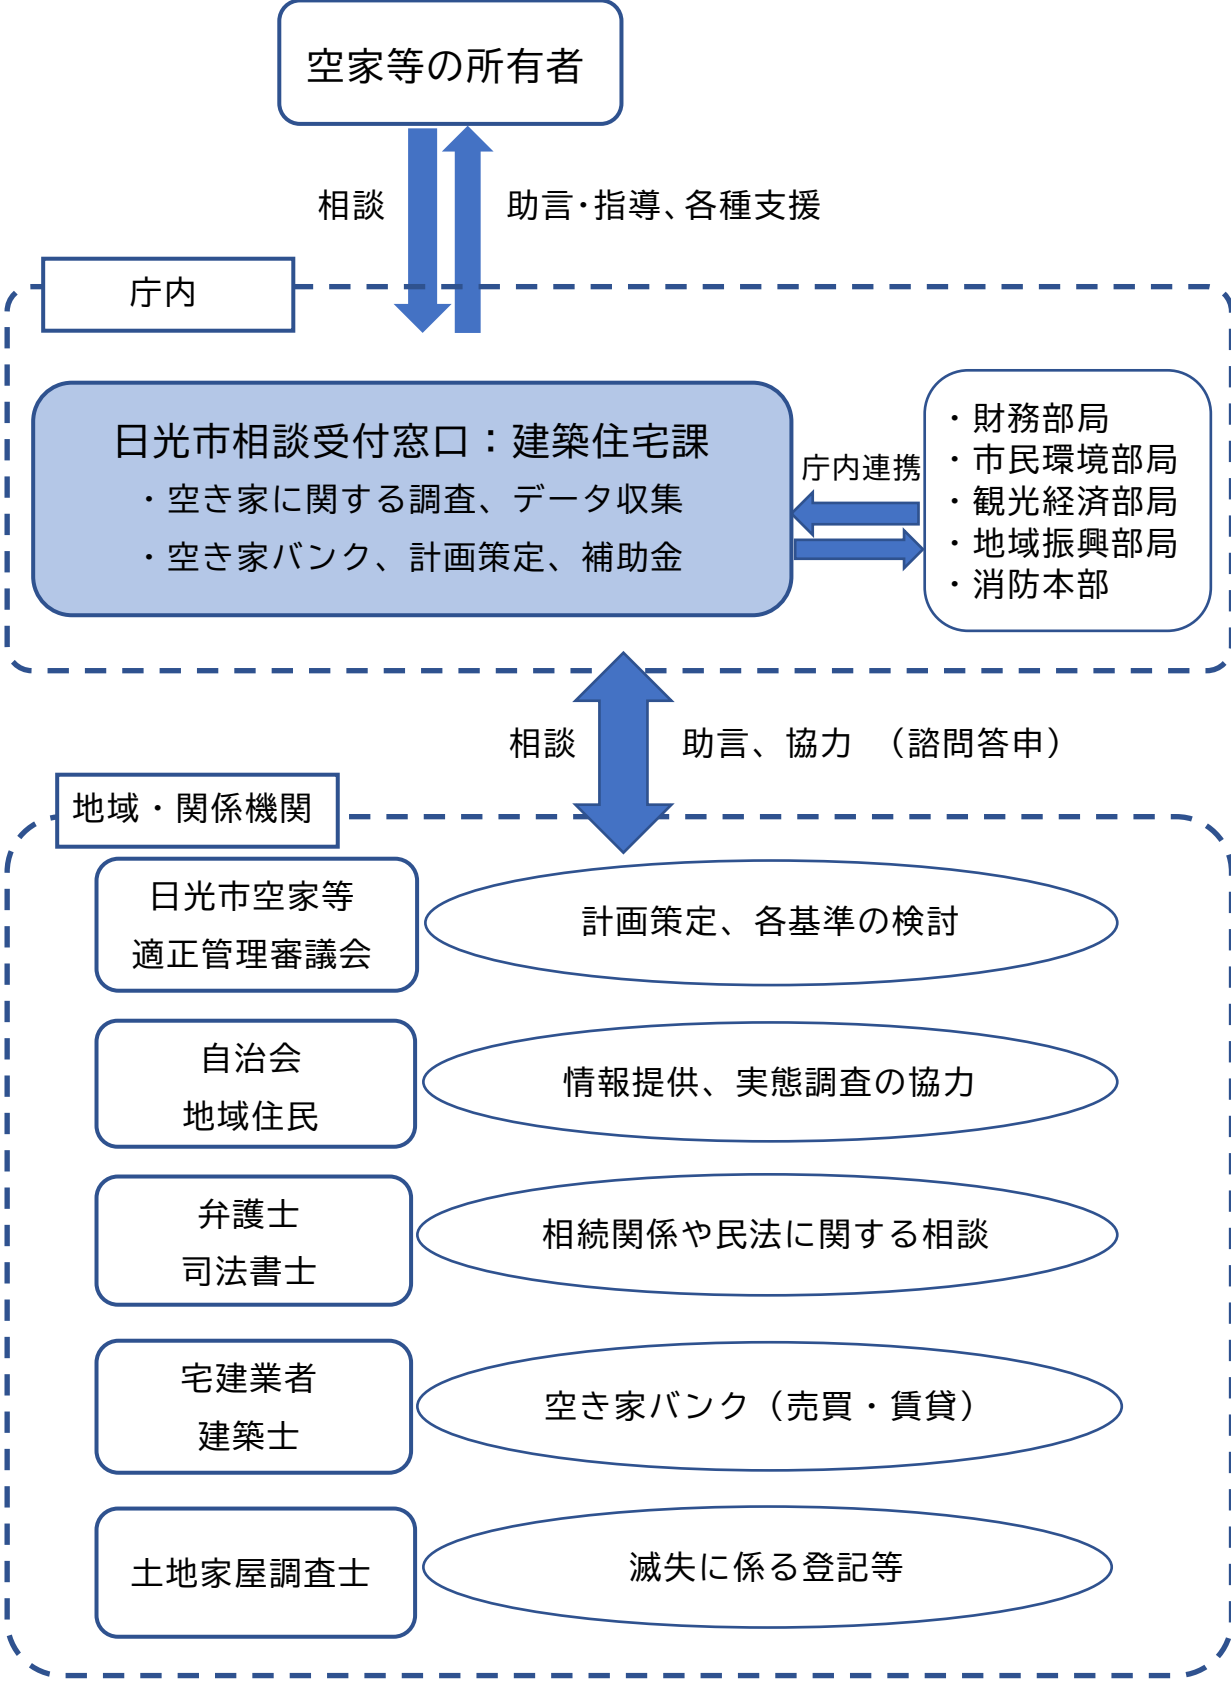 空家等の所有者
相談
助言・指導、各種支援
庁内
日光市相談受付窓口：建築住宅課
・空き家に関する調査、データ収集
・空き家バンク、計画策定、補助金
庁内連携
・財務部局
・市民環境部局
・観光経済部局
・地域振興部局
・消防本部
相談
助言、協力　（諮問答申）
地域・関係機関
日光市空家等
適正管理審議会
計画策定、各基準の検討
自治会
地域住民
情報提供、実態調査の協力
弁護士
司法書士
相続関係や民法に関する相談
宅建業者
建築士
空き家バンク（売買・賃貸）
土地家屋調査士
滅失に係る登記等